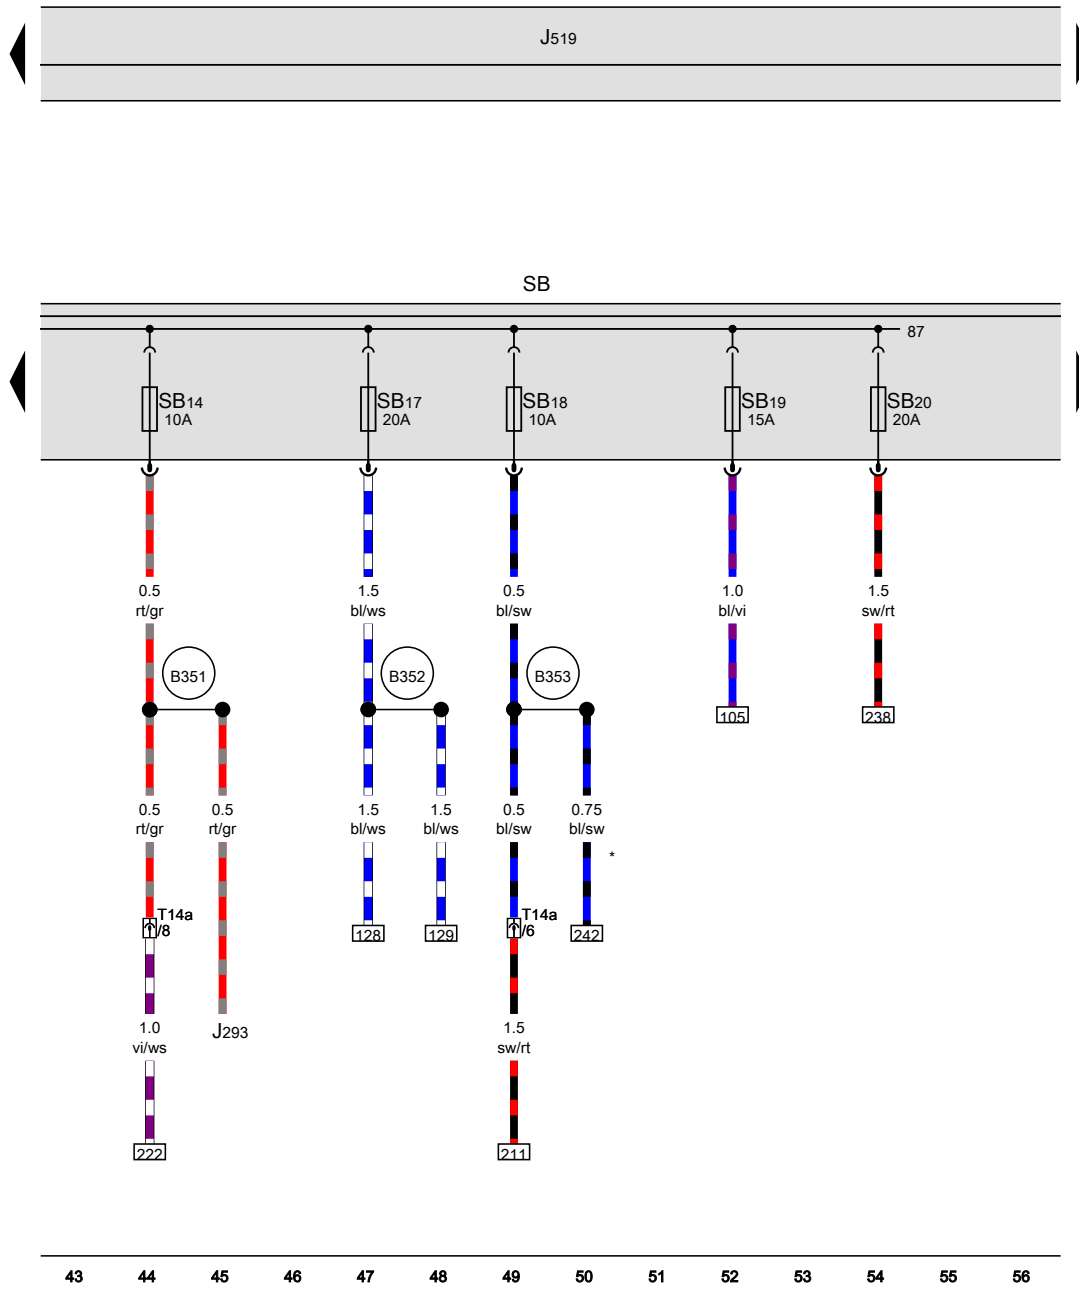 J519
SB
87
SB14 SB17 SB18 SB19 SB20
10A 20A 10A 15A 20A
0.5 1.5 0.5 1.0 1.5
rt/gr bl/ws bl/sw bl/vi sw/rt
B351 B352 B353
105 238
0.5 0.5 1.5 1.5 0.5 0.75
rt/gr rt/gr bl/ws bl/ws bl/sw bl/sw
*
T14a T14a
/8 /6
128 129 242
1.0 J293 1.5
vi/ws sw/rt
222 211
43 44 45 46 47 48 49 50 51 52 53 54 55 56